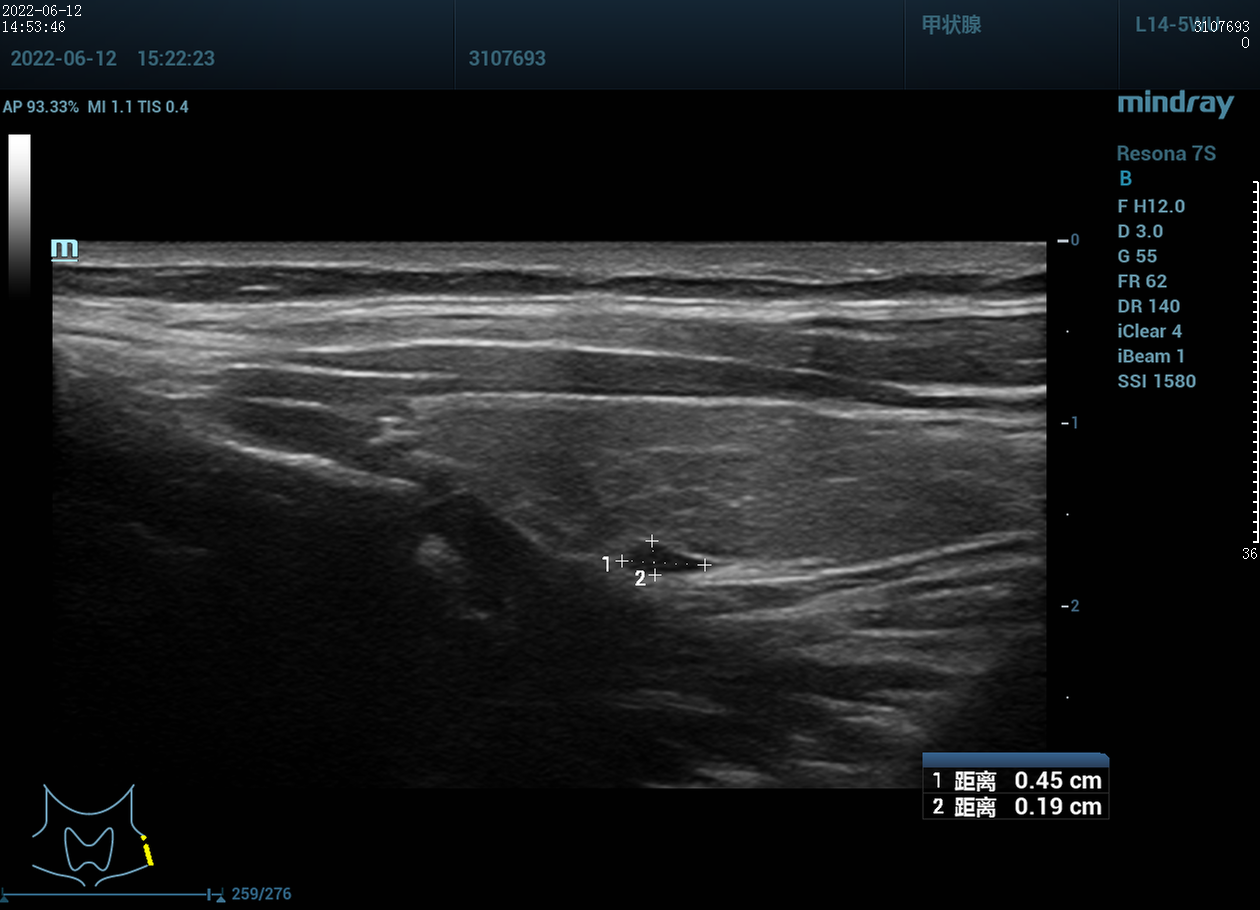 2022-06-12
14:53:46
2022-06-12 15:22:23
3107693
甲状腺
3107693
0
AP 93.33% MI 1.1 TIS 0.4
mindray
Resona 7S
B
F H12.0
D 3.0
G 55
FR 62
DR 140
iClear 4
iBeam 1
SSI 1580
m
0
1
2
1
2
36
1 距离 0.45 cm
2 距离 0.19 cm
259/276